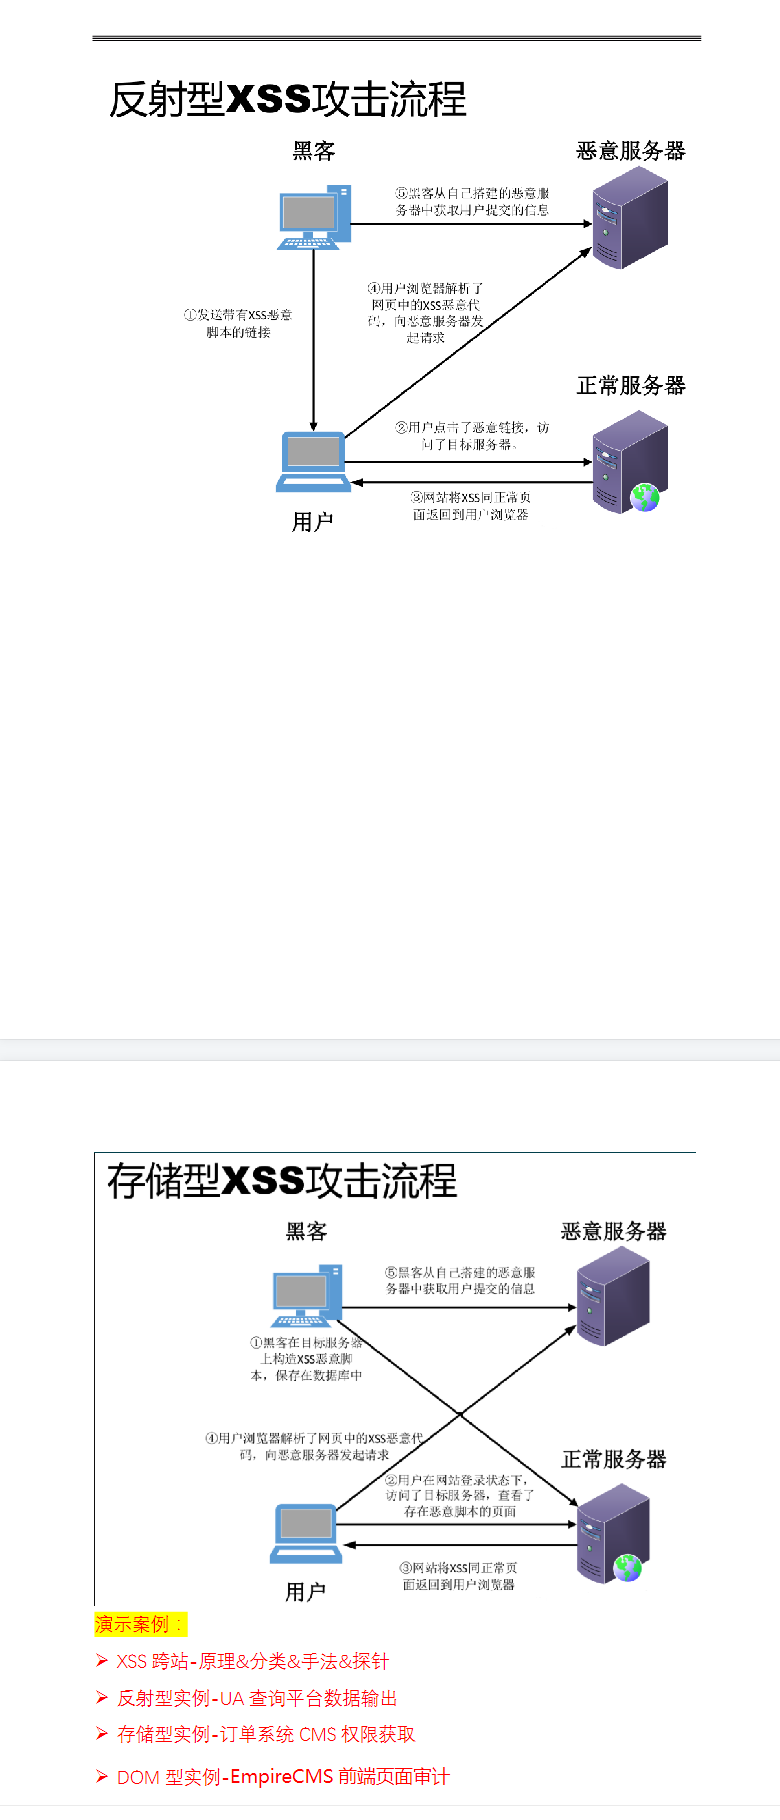 反射型XSS攻击流程
黑客
恶意服务器
⑤黑客从自己搭建的恶意服
务器中获取用户提交的信息
④用户浏览器解析了
网页中的XSS恶意代
码，向恶意服务器发
起请求
①发送带有XSS恶意
脚本的链接
正常服务器
②用户点击了恶意链接，访
问了目标服务器。
③网站将XSS同正常页
面返回到用户浏览器
用户
存储型XSS攻击流程
黑客
恶意服务器
⑤黑客从自己搭建的恶意服
务器中获取用户提交的信息
①黑客在目标服务器
上构造XSS恶意脚
本，保存在数据库中
④用户浏览器解析了网页中的XSS恶意代
码，向恶意服务器发起请求
正常服务器
②用户在网站登录状态下，
访问了目标服务器，查看了
存在恶意脚本的页面
③网站将XSS同正常页
面返回到用户浏览器
用户
演示案例：
➢ XSS 跨站-原理&分类&手法&探针
➢ 反射型实例-UA 查询平台数据输出
➢ 存储型实例-订单系统 CMS 权限获取
➢ DOM 型实例-EmpireCMS 前端页面审计